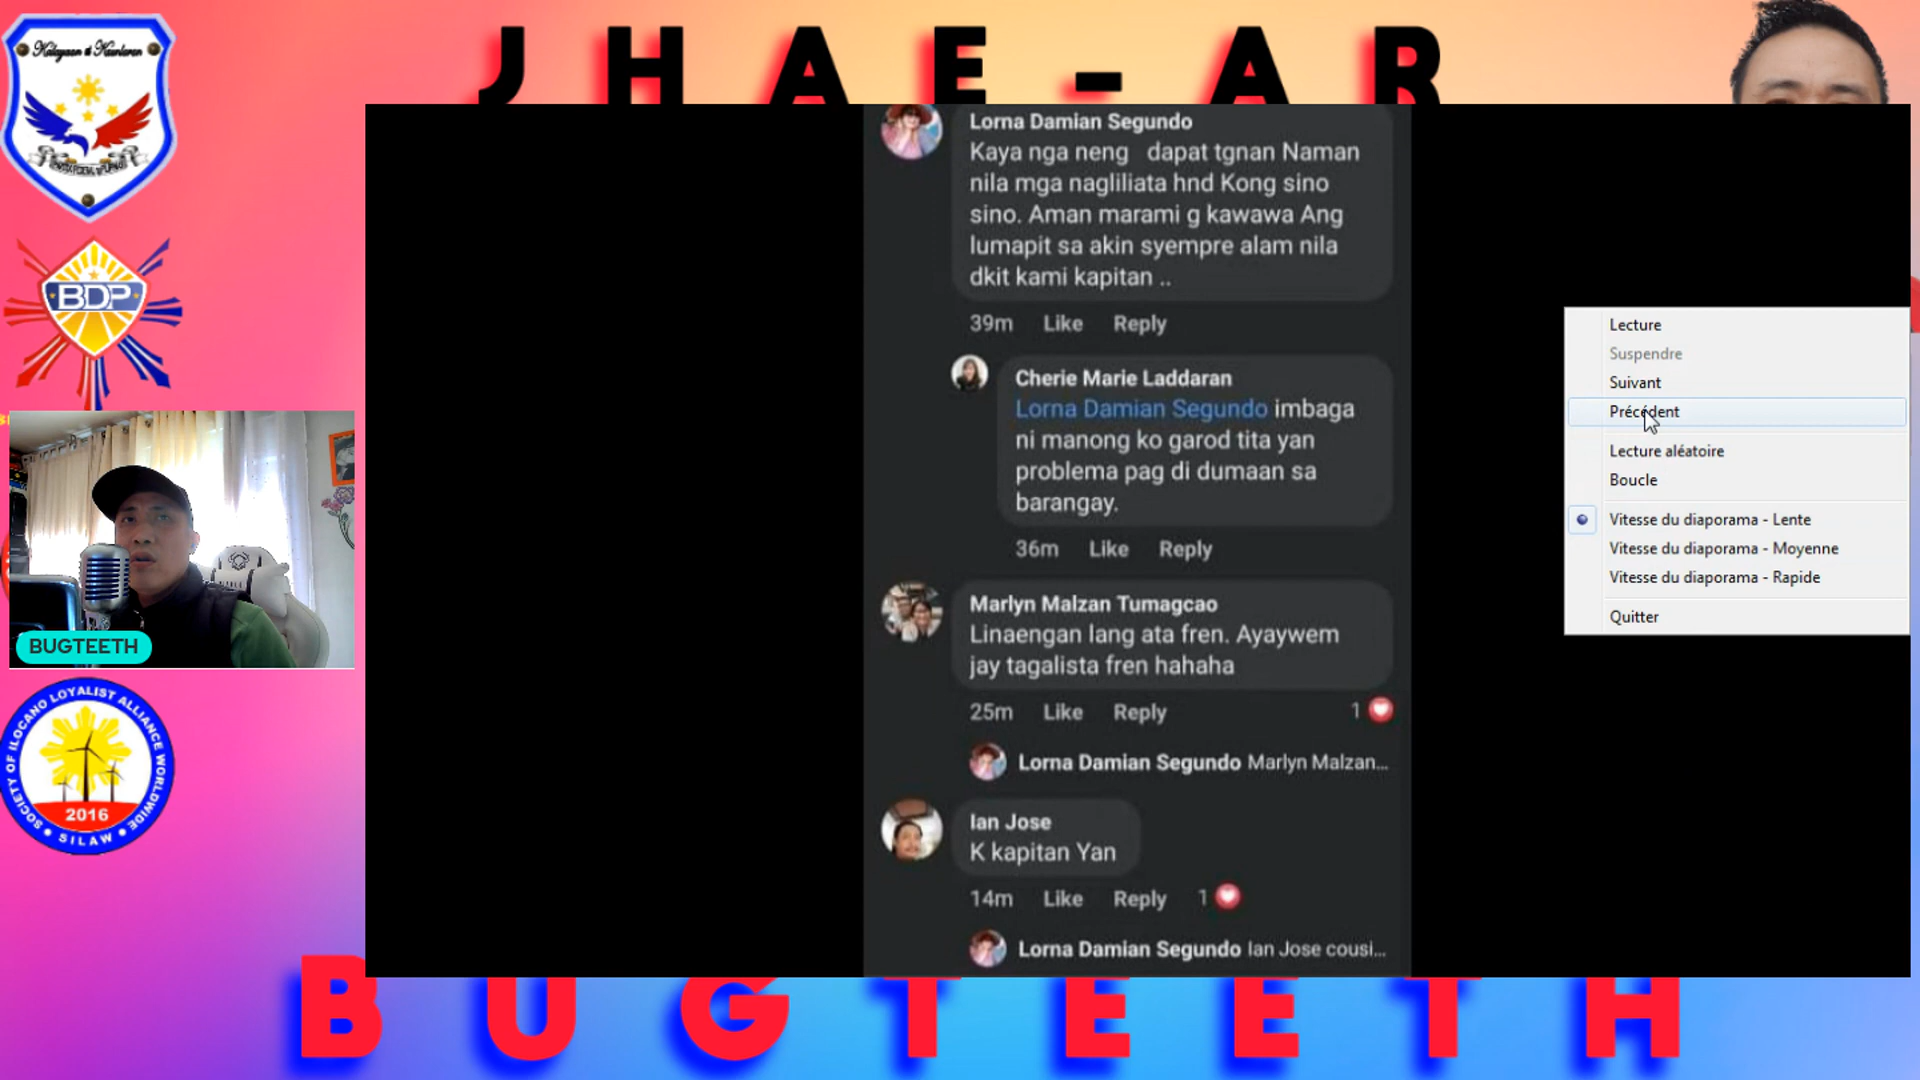 JHAE-AR
Kalayaan at Kaunlaran
BDP
BUGTEETH
SOCIETY OF ILOCANO LOYALIST ALLIANCE WORLDWIDE
2016
SILAW
Lorna Damian Segundo
Kaya nga neng dapat tgnan Naman
nila mga nagliliata hnd Kong sino
sino. Aman marami g kawawa Ang
lumapit sa akin syempre alam nila
dkit kami kapitan ..
39m Like Reply
Cherie Marie Laddaran
Lorna Damian Segundo imbaga
ni manong ko garod tita yan
problema pag di dumaan sa
barangay.
36m Like Reply
Marlyn Malzan Tumagcao
Linaengan lang ata fren. Ayaywem
jay tagalista fren hahaha
25m Like Reply 1
Lorna Damian Segundo Marlyn Malzan...
Ian Jose
K kapitan Yan
14m Like Reply 1
Lorna Damian Segundo Ian Jose cousi...
Lecture
Suspendre
Suivant
Précédent
Lecture aléatoire
Boucle
Vitesse du diaporama - Lente
Vitesse du diaporama - Moyenne
Vitesse du diaporama - Rapide
Quitter
BUGTEETH